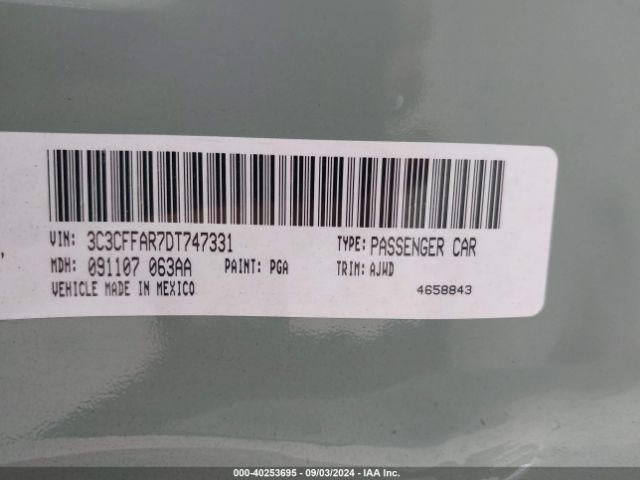 VIN: 3C3CFFAR7DT747331 TYPE: PASSENGER CAR
MDH: 091107 063AA PAINT: PGA TRIM: AJWD
VEHICLE MADE IN MEXICO 4658843
000-40253695 - 09/03/2024 - IAA Inc.